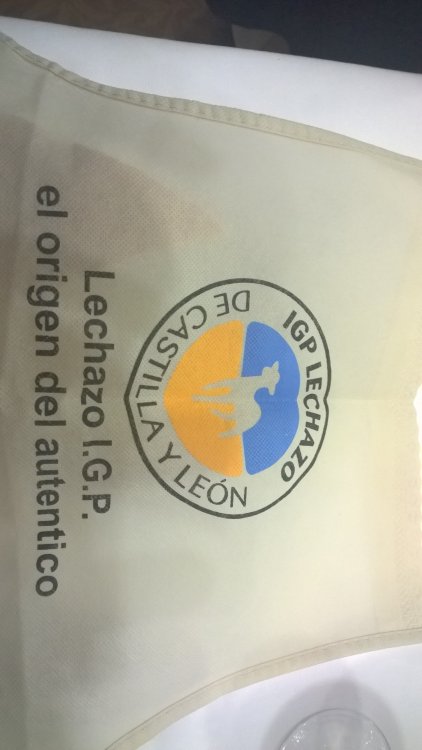 IGP LECHAZO
DE CASTILLA Y LEÓN
Lechazo I.G.P.
el origen del autentico